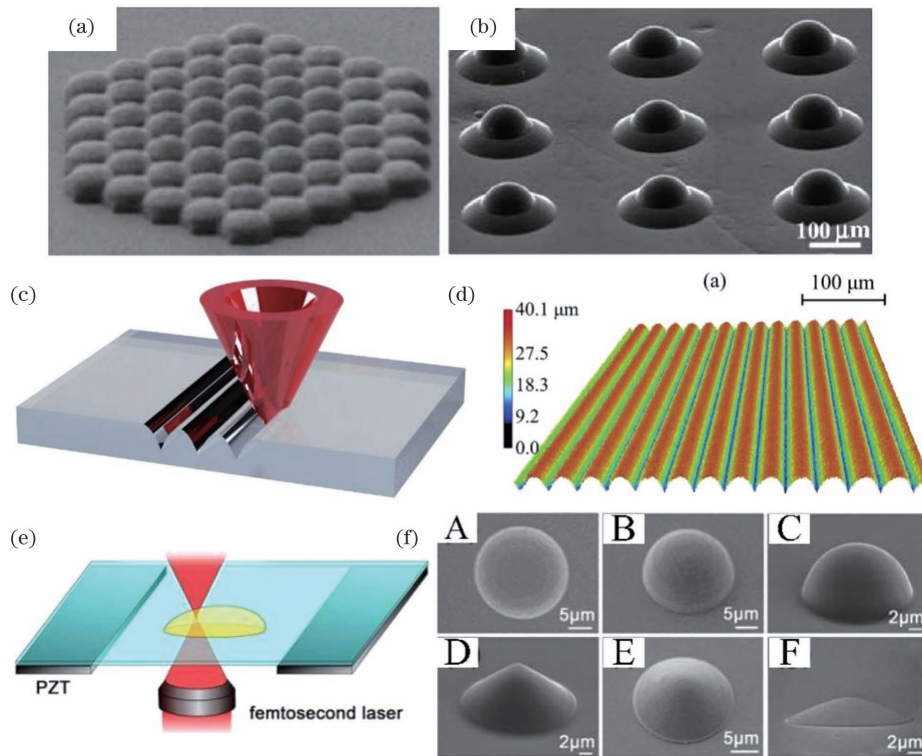 (a)
(b)
100 μm
(c)
(d)
(a)
100 μm
40.1 μm
27.5
18.3
9.2
0.0
(e)
PZT
femtosecond laser
(f)
A
5μm
B
5μm
C
2μm
D
2μm
E
5μm
F
2μm